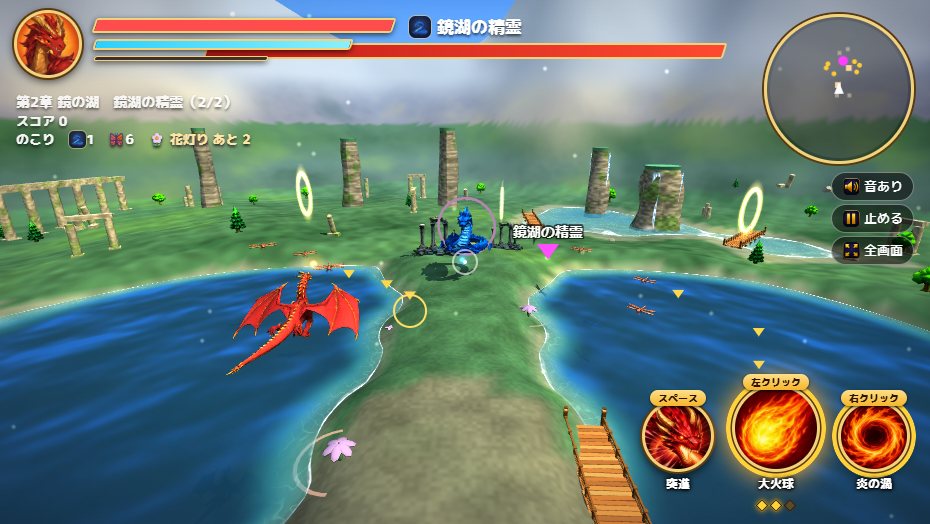 鏡湖の精霊
第2章 鏡の湖　鏡湖の精霊（2/2）
スコア 0
のこり 1 6 花灯り あと 2
音あり
止める
全画面
鏡湖の精霊
スペース
左クリック
右クリック
突進
大火球
炎の渦